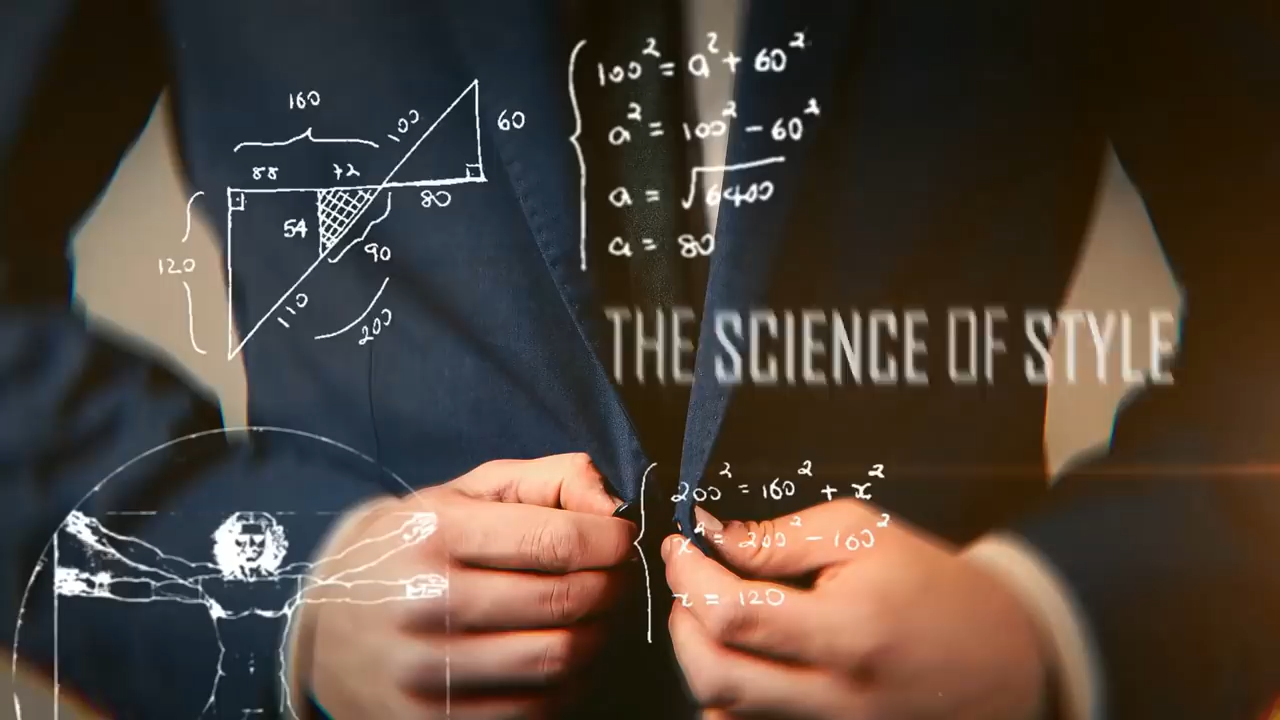 160
100
60
88
72
80
54
90
120
110
200
100² = a² + 60²
a² = 100² - 60²
a = √6400
a = 80
THE SCIENCE OF STYLE
200² = 160² + x²
x² = 200² - 160²
x = 120